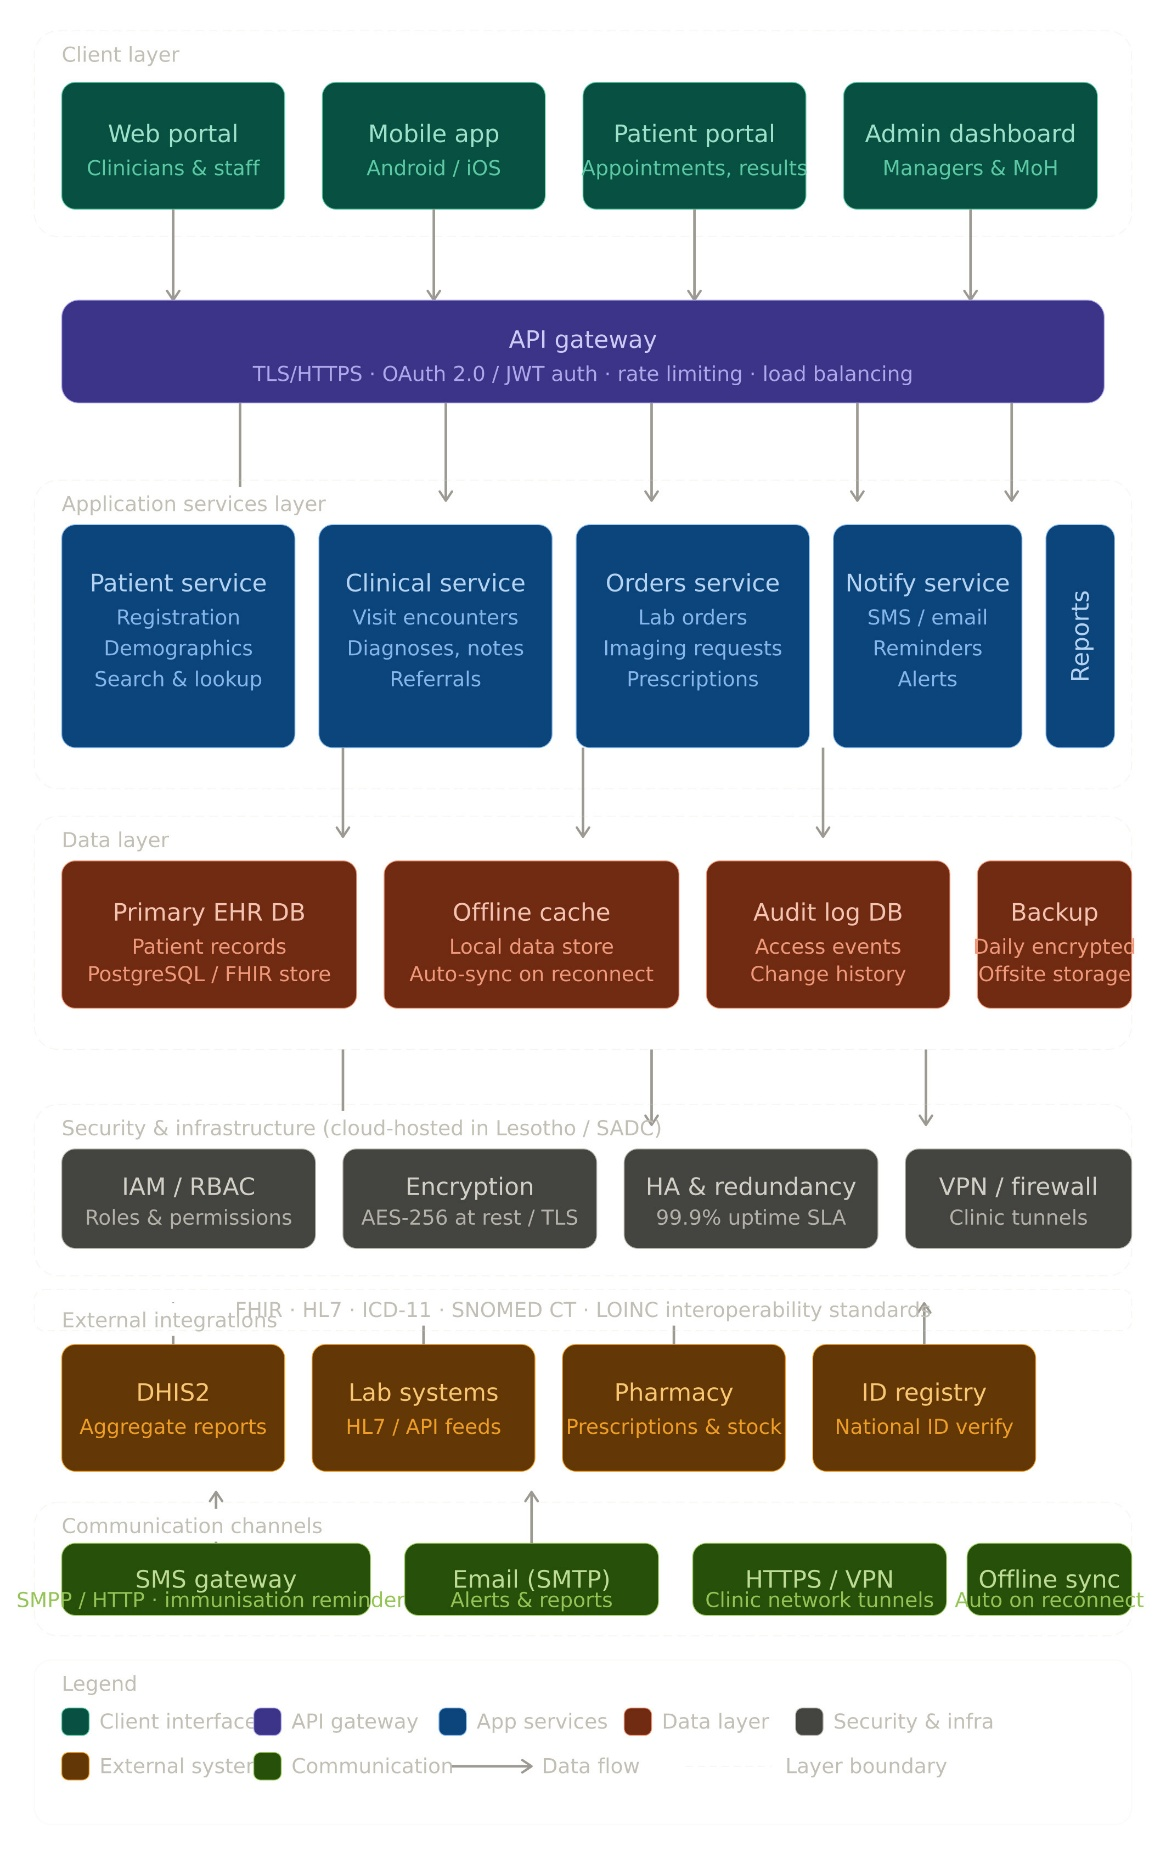 Client layer
Web portal
Clinicians & staff
Mobile app
Android / iOS
Patient portal
Appointments, results
Admin dashboard
Managers & MoH
API gateway
TLS/HTTPS · OAuth 2.0 / JWT auth · rate limiting · load balancing
Application services layer
Patient service
Registration
Demographics
Search & lookup
Clinical service
Visit encounters
Diagnoses, notes
Referrals
Orders service
Lab orders
Imaging requests
Prescriptions
Notify service
SMS / email
Reminders
Alerts
Reports
Data layer
Primary EHR DB
Patient records
PostgreSQL / FHIR store
Offline cache
Local data store
Auto-sync on reconnect
Audit log DB
Access events
Change history
Backup
Daily encrypted
Offsite storage
Security & infrastructure (cloud-hosted in Lesotho / SADC)
IAM / RBAC
Roles & permissions
Encryption
AES-256 at rest / TLS
HA & redundancy
99.9% uptime SLA
VPN / firewall
Clinic tunnels
FHIR · HL7 · ICD-11 · SNOMED CT · LOINC interoperability standards
External integrations
DHIS2
Aggregate reports
Lab systems
HL7 / API feeds
Pharmacy
Prescriptions & stock
ID registry
National ID verify
Communication channels
SMS gateway
SMPP / HTTP · immunisation reminder
Email (SMTP)
Alerts & reports
HTTPS / VPN
Clinic network tunnels
Offline sync
Auto on reconnect
Legend
Client interface
API gateway
App services
Data layer
Security & infra
External system
Communication
Data flow
Layer boundary